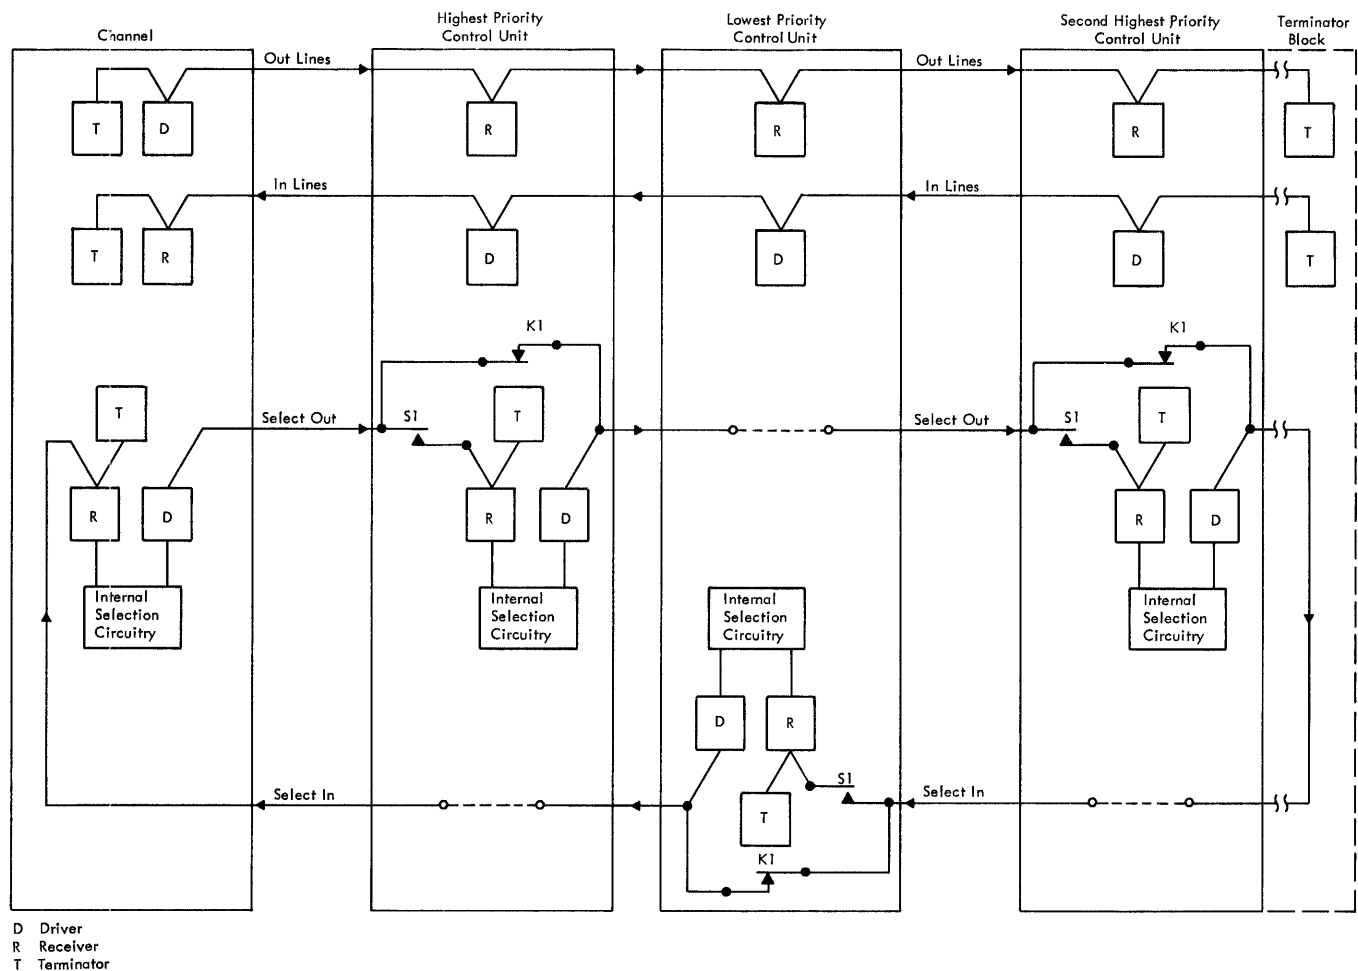 Channel
Highest Priority
Control Unit
Lowest Priority
Control Unit
Second Highest Priority
Control Unit
Terminator
Block
Out Lines
Out Lines
T
D
R
R
R
T
In Lines
In Lines
T
R
D
D
D
T
K1
K1
T
Select Out
S1
T
Select Out
S1
T
R
D
R
D
R
D
Internal
Selection
Circuitry
Internal
Selection
Circuitry
Internal
Selection
Circuitry
Internal
Selection
Circuitry
D
R
S1
Select In
Select In
T
K1
D Driver
R Receiver
T Terminator